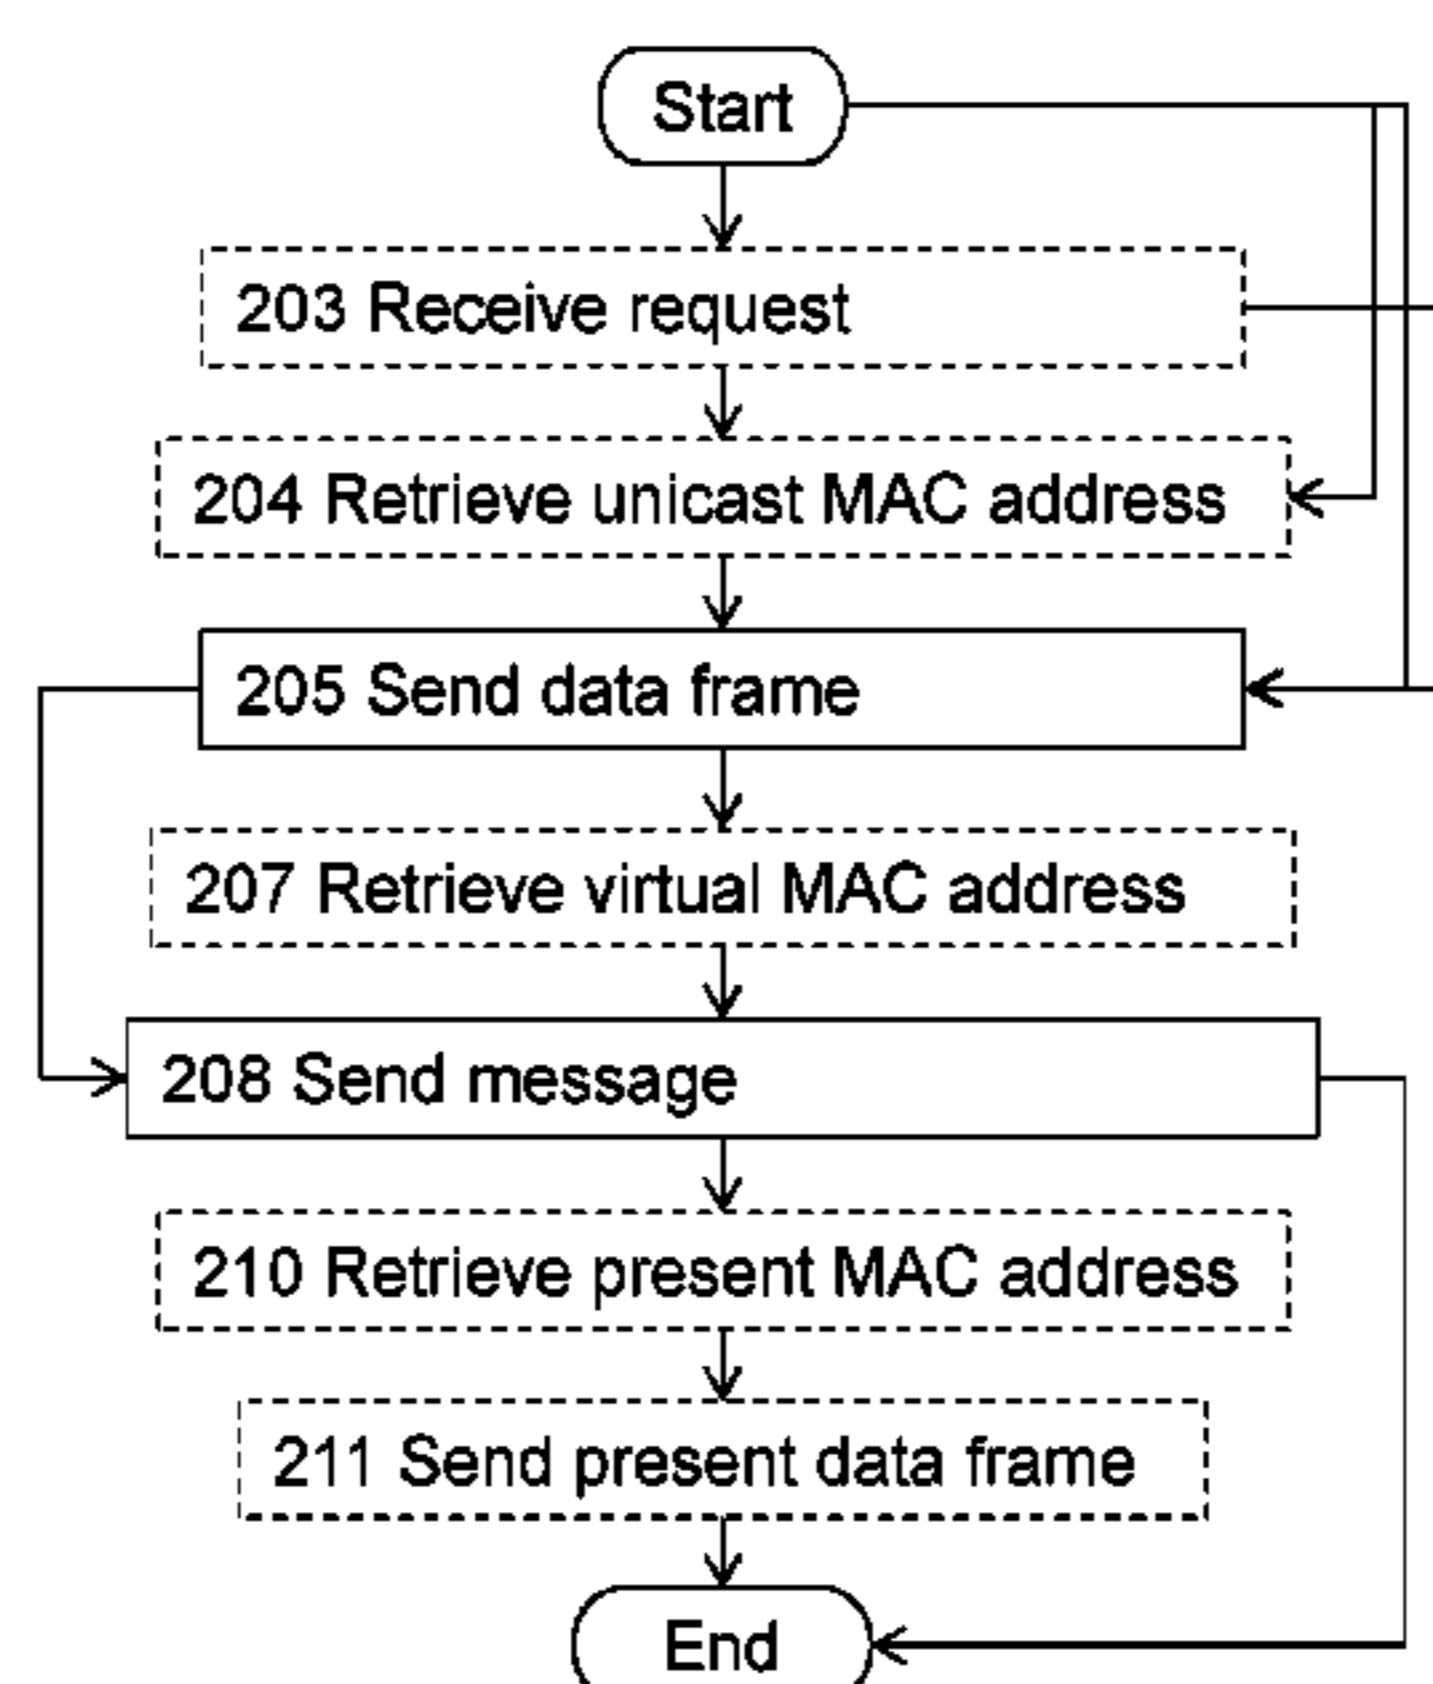 Start
203 Receive request
204 Retrieve unicast MAC address
205 Send data frame
207 Retrieve virtual MAC address
208 Send message
210 Retrieve present MAC address
211 Send present data frame
End